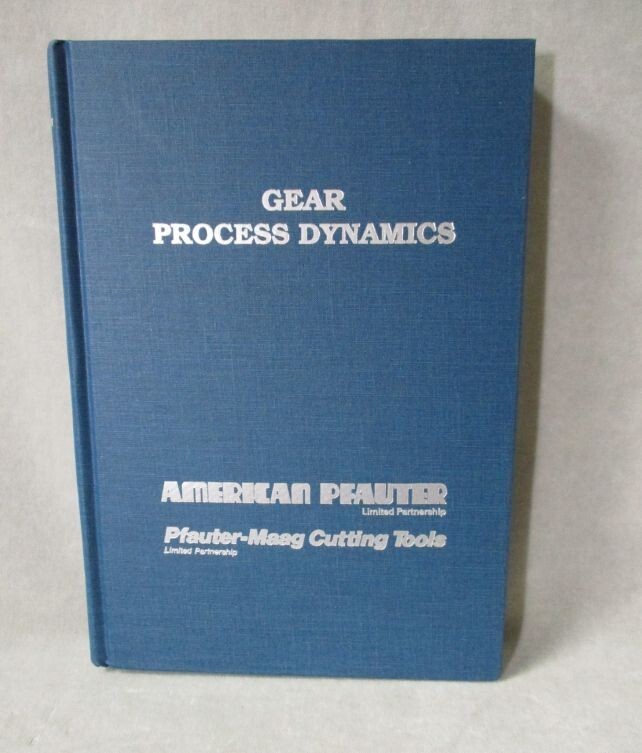 GEAR
PROCESS DYNAMICS
AMERICAN PFAUTER
Limited Partnership
Pfauter-Maag Cutting Tools
Limited Partnership